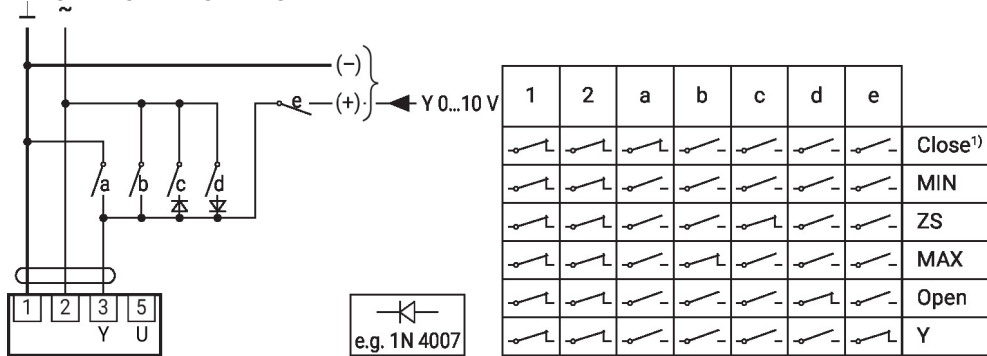 ⊥ ~
(–)
e (+) Y 0...10 V
a b c d
1 2 3 5
Y U
e.g. 1N 4007
1 2 a b c d e
Close¹⁾
MIN
ZS
MAX
Open
Y